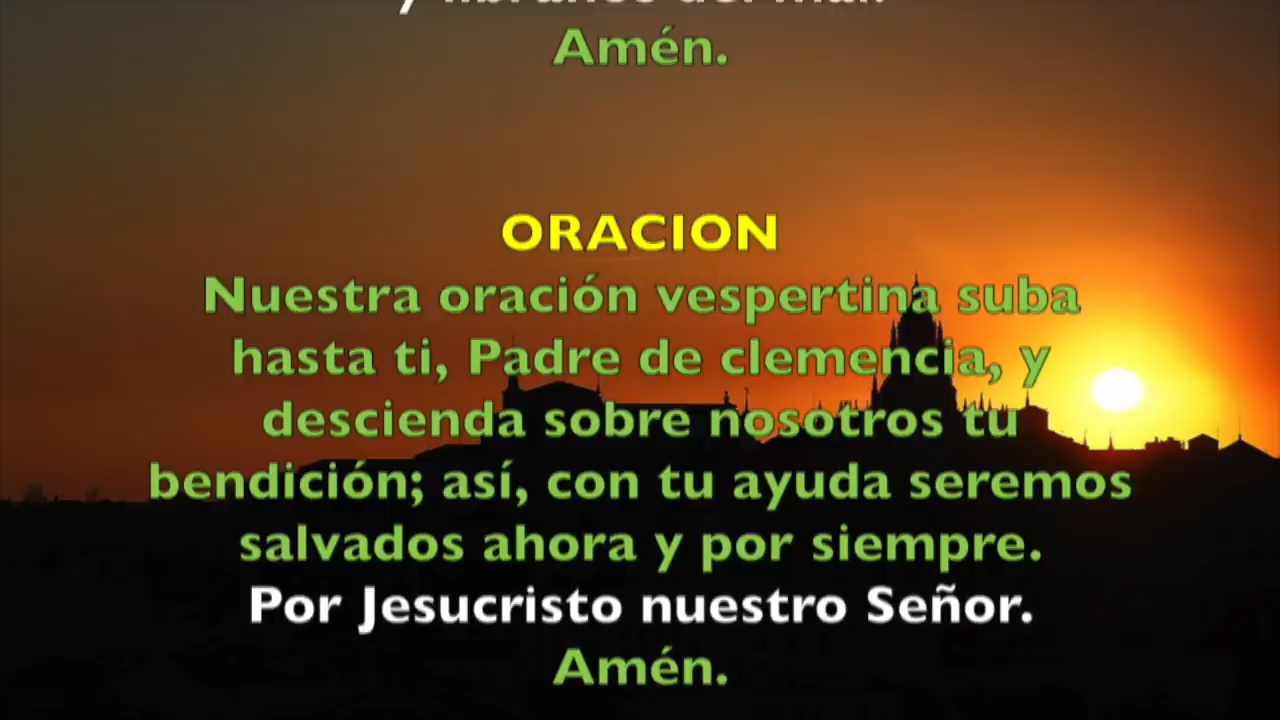 Amén.
ORACION
Nuestra oración vespertina suba
hasta ti, Padre de clemencia, y
descienda sobre nosotros tu
bendición; así, con tu ayuda seremos
salvados ahora y por siempre.
Por Jesucristo nuestro Señor.
Amén.